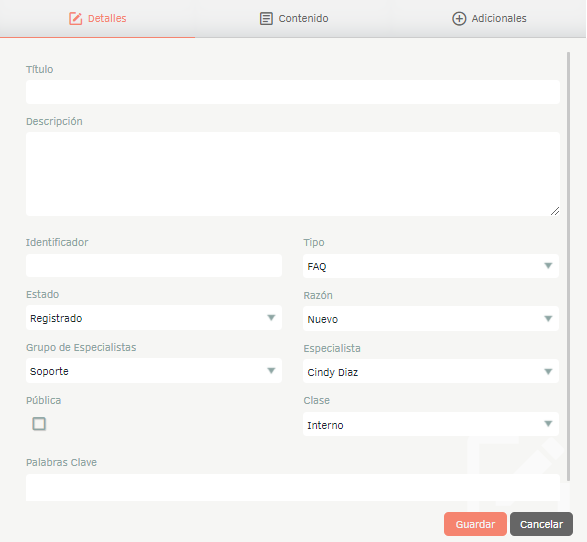 Detalles
Contenido
Adicionales
Título
Descripción
Identificador
Tipo
FAQ
Estado
Razón
Registrado
Nuevo
Grupo de Especialistas
Especialista
Soporte
Cindy Diaz
Pública
Clase
Interno
Palabras Clave
Guardar
Cancelar